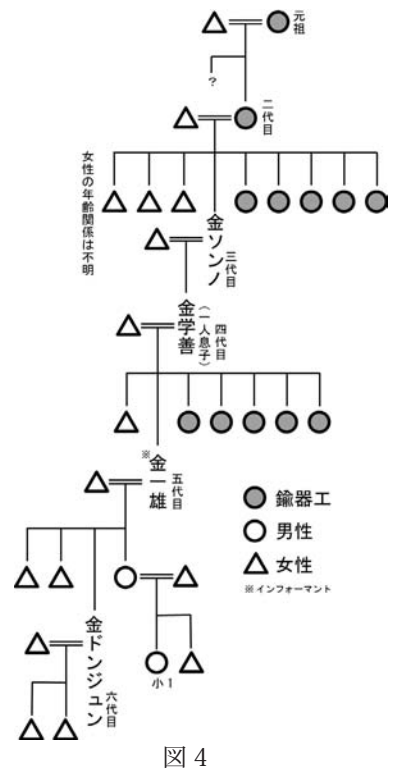 元祖
?
二代目
女性の年齢関係は不明
金ソンノ
三代目
金学善
(一人息子)
四代目
※金一雄
五代目
鍮器工
男性
女性
※インフォーマント
金ドンジュン
六代目
小1
図4